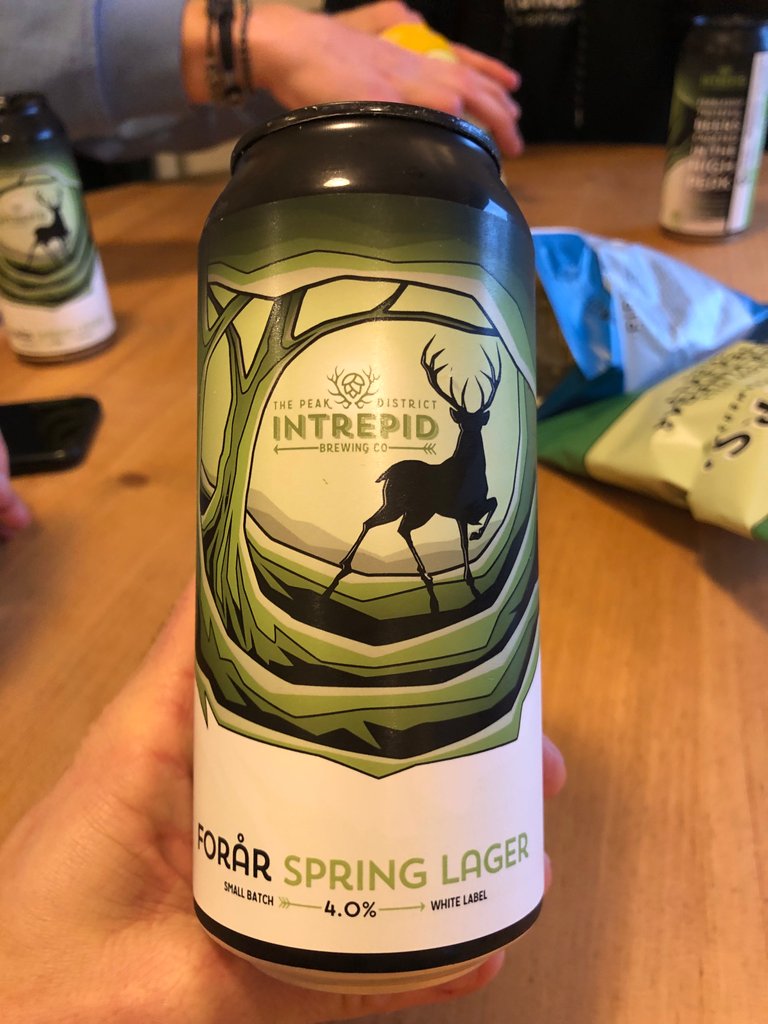 THE PEAK DISTRICT
INTREPID
BREWING CO
FORÅR SPRING LAGER
SMALL BATCH 4.0% WHITE LABEL